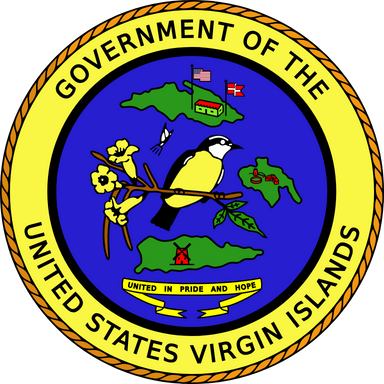 GOVERNMENT OF THE
UNITED IN PRIDE AND HOPE
UNITED STATES VIRGIN ISLANDS